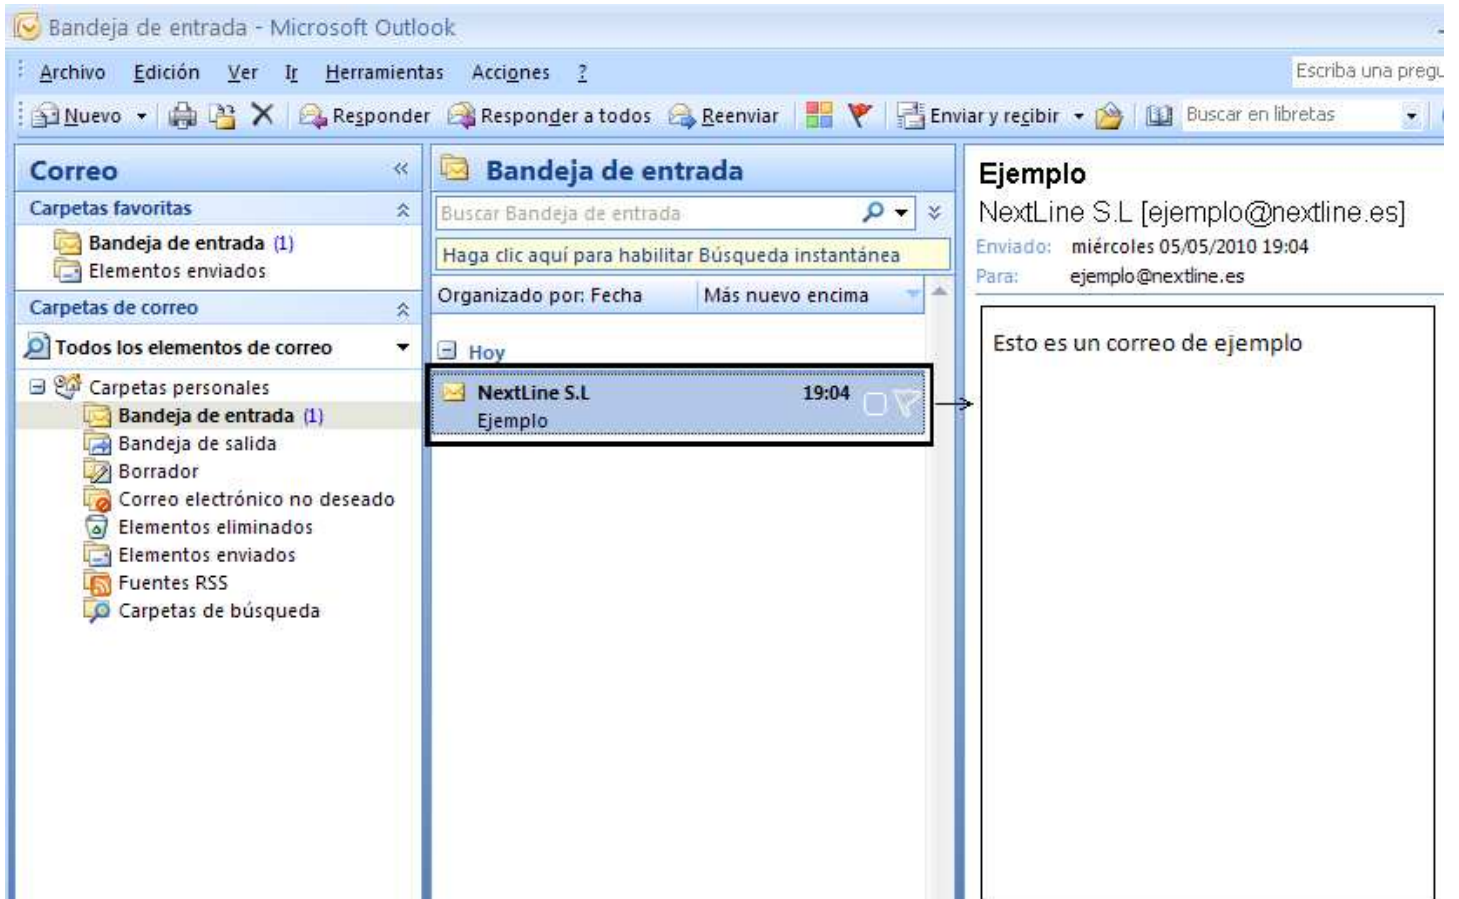 Bandeja de entrada - Microsoft Outlook
Archivo Edición Ver Ir Herramientas Acciones ?
Escriba una pregu
Nuevo Responder Responder a todos Reenviar Enviar y recibir Buscar en libretas
Correo
Carpetas favoritas
Bandeja de entrada (1)
Elementos enviados
Carpetas de correo
Todos los elementos de correo
Carpetas personales
Bandeja de entrada (1)
Bandeja de salida
Borrador
Correo electrónico no deseado
Elementos eliminados
Elementos enviados
Fuentes RSS
Carpetas de búsqueda
Bandeja de entrada
Buscar Bandeja de entrada
Haga clic aquí para habilitar Búsqueda instantánea
Organizado por: Fecha Más nuevo encima
Hoy
NextLine S.L 19:04
Ejemplo
Ejemplo
NextLine S.L [ejemplo@nextline.es]
Enviado: miércoles 05/05/2010 19:04
Para: ejemplo@nextline.es
Esto es un correo de ejemplo